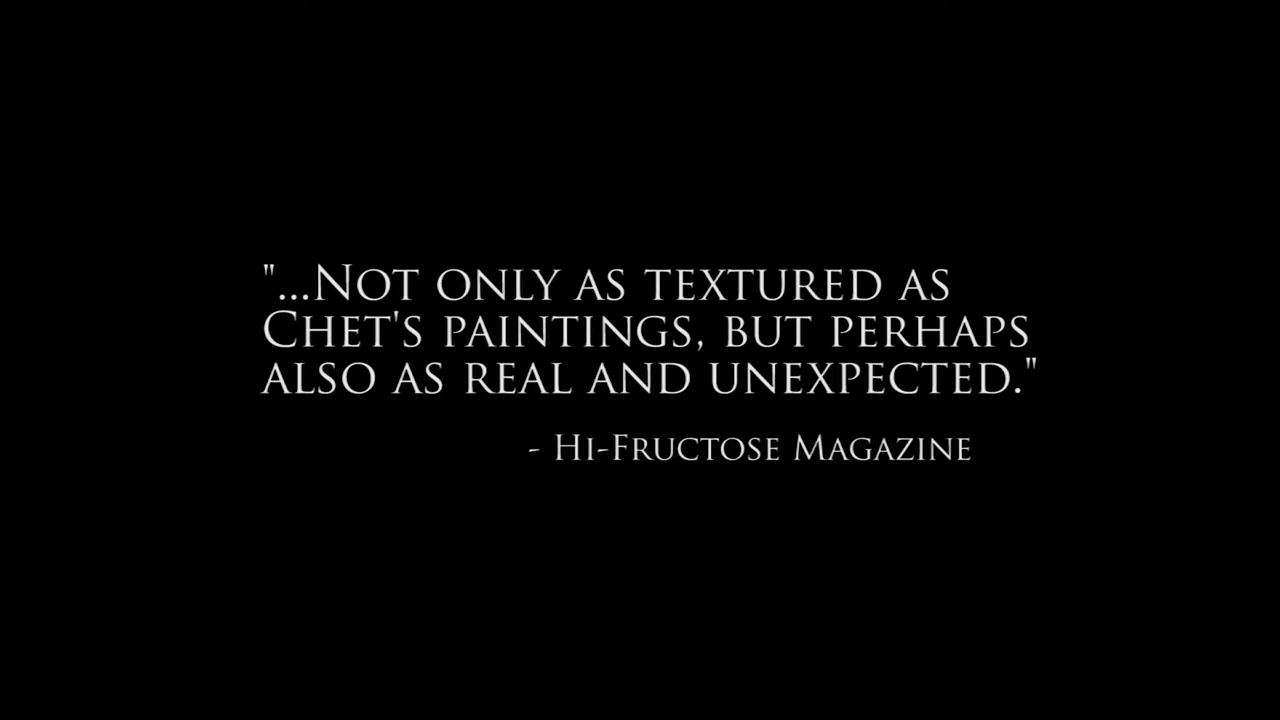 "...Not only as textured as
Chet's paintings, but perhaps
also as real and unexpected."
- Hi-Fructose Magazine